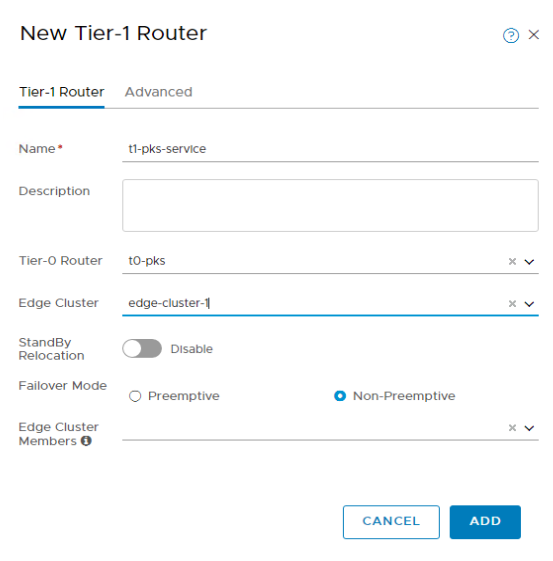 New Tier-1 Router
Tier-1 Router Advanced
Name* t1-pks-service
Description
Tier-0 Router t0-pks
Edge Cluster edge-cluster-1
StandBy
Relocation Disable
Failover Mode Preemptive Non-Preemptive
Edge Cluster
Members
CANCEL ADD